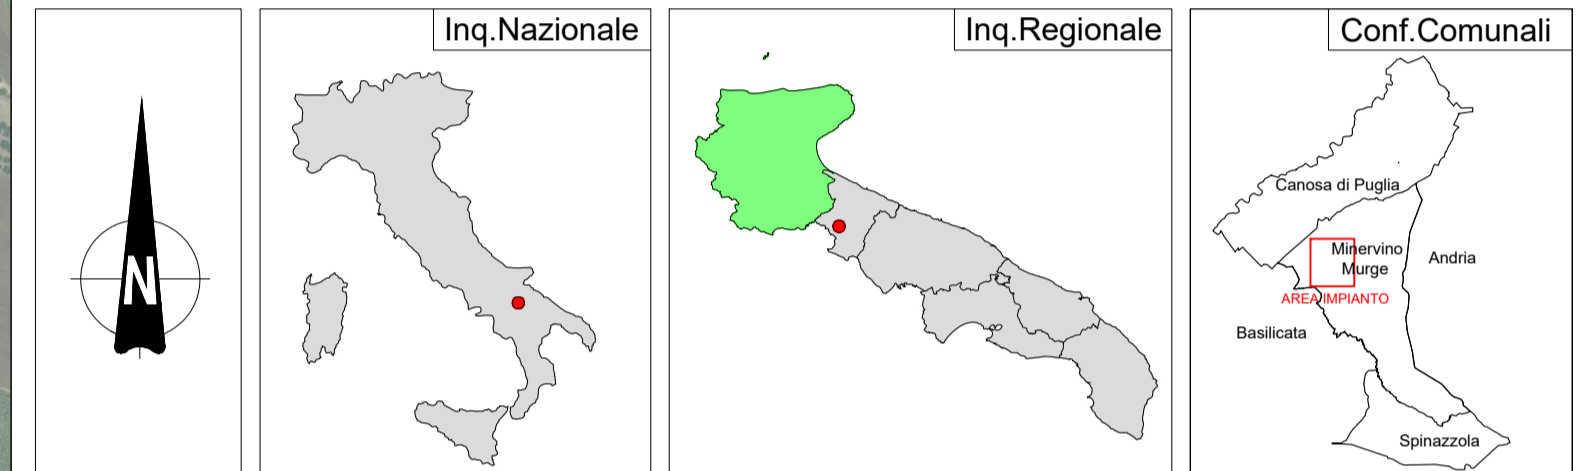 N
Inq.Nazionale
Inq.Regionale
Conf.Comunali
Canosa di Puglia
Minervino
Murge
Andria
AREA IMPIANTO
Basilicata
Spinazzola